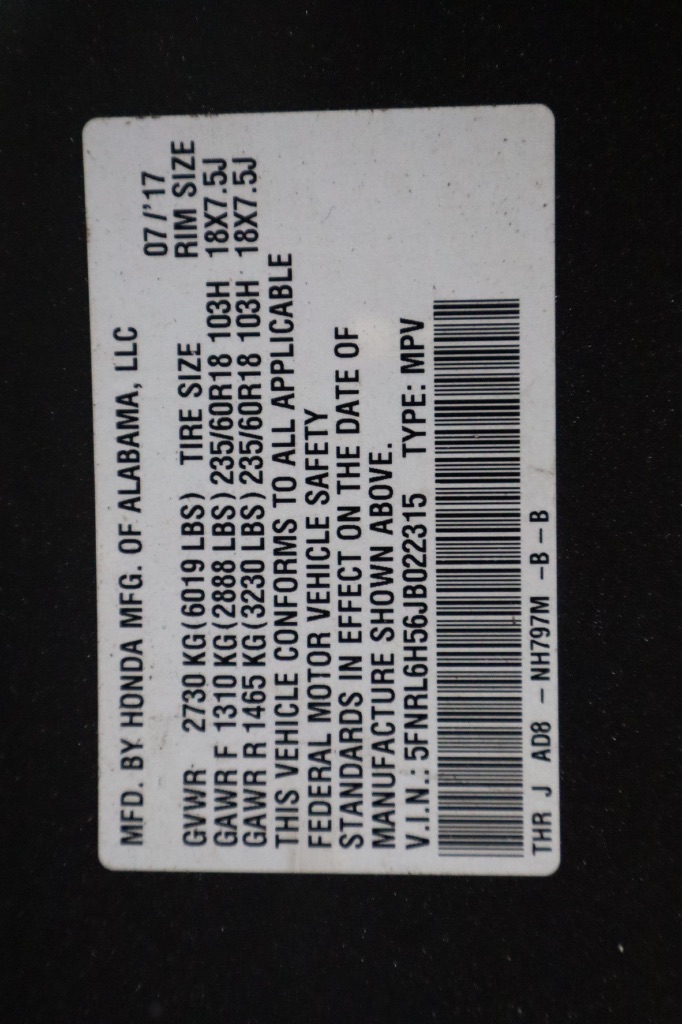 MFD. BY HONDA MFG. OF ALABAMA, LLC 07/'17
GVWR 2730 KG(6019 LBS) TIRE SIZE RIM SIZE
GAWR F 1310 KG(2888 LBS) 235/60R18 103H 18X7.5J
GAWR R 1465 KG(3230 LBS) 235/60R18 103H 18X7.5J
THIS VEHICLE CONFORMS TO ALL APPLICABLE
FEDERAL MOTOR VEHICLE SAFETY
STANDARDS IN EFFECT ON THE DATE OF
MANUFACTURE SHOWN ABOVE.
V.I.N.: 5FNRL6H56JB022315 TYPE: MPV
THR J AD8 -NH797M -B-B